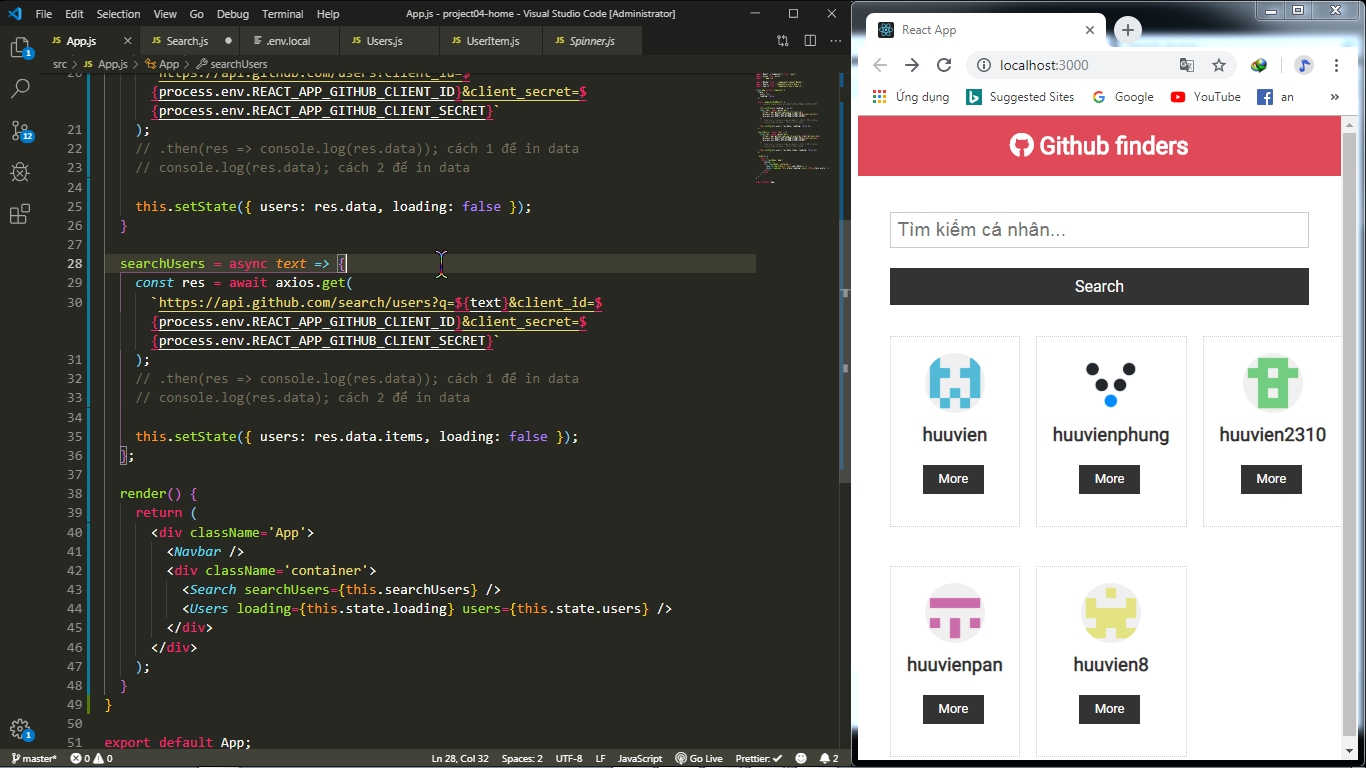 File Edit Selection View Go Debug Terminal Help App.js - project04-home - Visual Studio Code [Administrator]
JS App.js × JS Search.js ● .env.local JS Users.js JS UserItem.js JS Spinner.js ...
src > JS App.js > App > searchUsers
20 `https://api.github.com/users?client_id=$
{process.env.REACT_APP_GITHUB_CLIENT_ID}&client_secret=$
{process.env.REACT_APP_GITHUB_CLIENT_SECRET}`
21 );
22 // .then(res => console.log(res.data)); cách 1 để in data
23 // console.log(res.data); cách 2 để in data
24
25 this.setState({ users: res.data, loading: false });
26 }
27
28 searchUsers = async text => {
29 const res = await axios.get(
30 `https://api.github.com/search/users?q=${text}&client_id=$
{process.env.REACT_APP_GITHUB_CLIENT_ID}&client_secret=$
{process.env.REACT_APP_GITHUB_CLIENT_SECRET}`
31 );
32 // .then(res => console.log(res.data)); cách 1 để in data
33 // console.log(res.data); cách 2 để in data
34
35 this.setState({ users: res.data.items, loading: false });
36 };
37
38 render() {
39 return (
40 <div className='App'>
41 <Navbar />
42 <div className='container'>
43 <Search searchUsers={this.searchUsers} />
44 <Users loading={this.state.loading} users={this.state.users} />
45 </div>
46 </div>
47 );
48 }
49 }
50
51 export default App;
1
12
1
master* 0 0 Ln 28, Col 32 Spaces: 2 UTF-8 LF JavaScript Go Live Prettier: ✓ 2
React App
localhost:3000
Ứng dụng Suggested Sites Google YouTube an »
Github finders
Tìm kiếm cá nhân...
Search
huuvien huuvienphung huuvien2310
More More More
huuvienpan huuvien8
More More